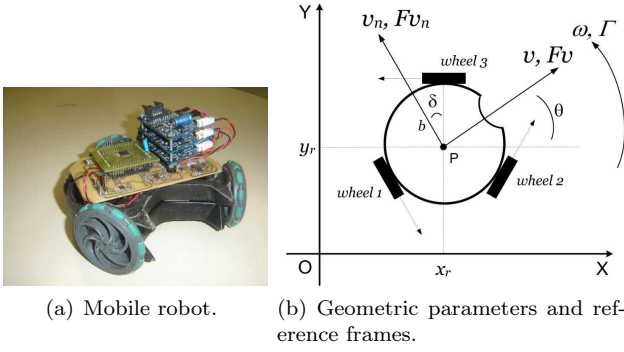 Y
v_n, Fv_n
ω, Γ
wheel 3
v, Fv
δ
θ
b
y_r
P
wheel 1
wheel 2
O
x_r
X
(a) Mobile robot.
(b) Geometric parameters and ref-
erence frames.